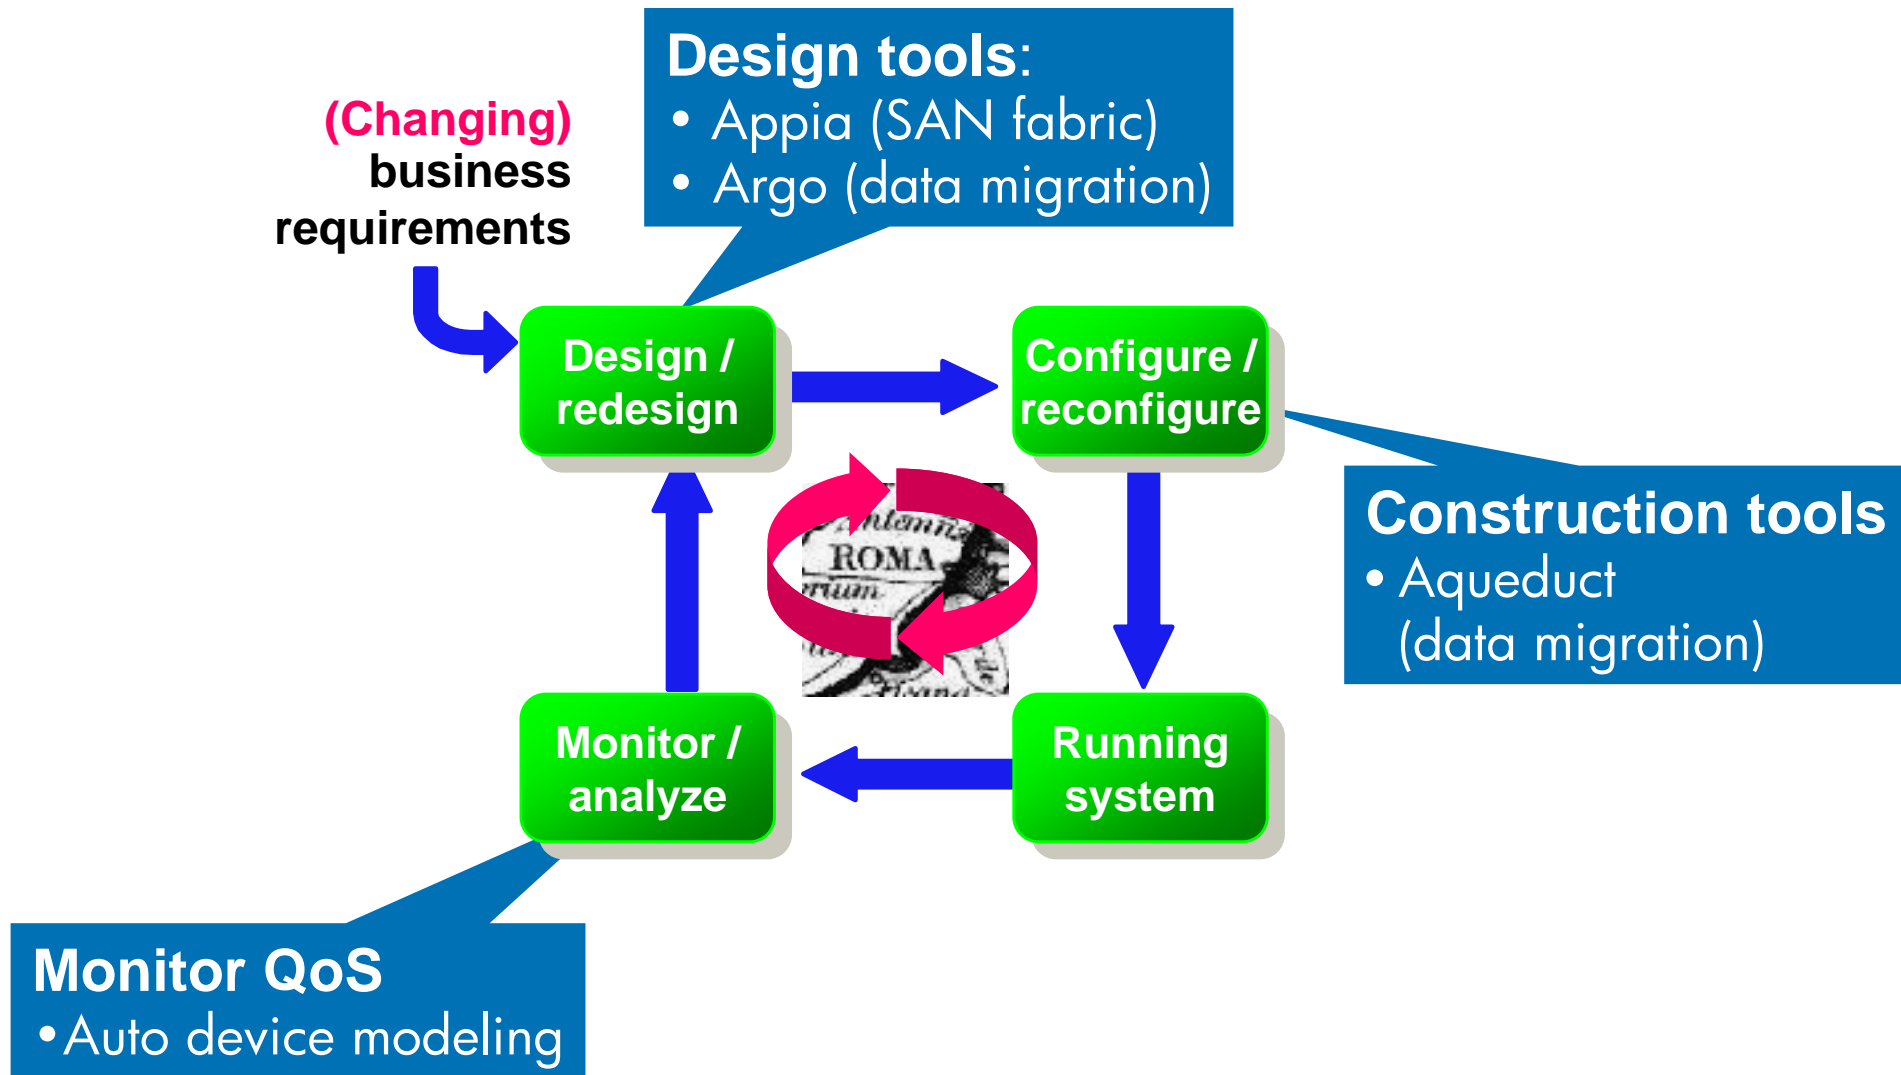 Design tools:
• Appia (SAN fabric)
• Argo (data migration)
(Changing)
business
requirements
Design /
redesign
Configure /
reconfigure
Construction tools
• Aqueduct
(data migration)
ROMA
Monitor /
analyze
Running
system
Monitor QoS
•Auto device modeling